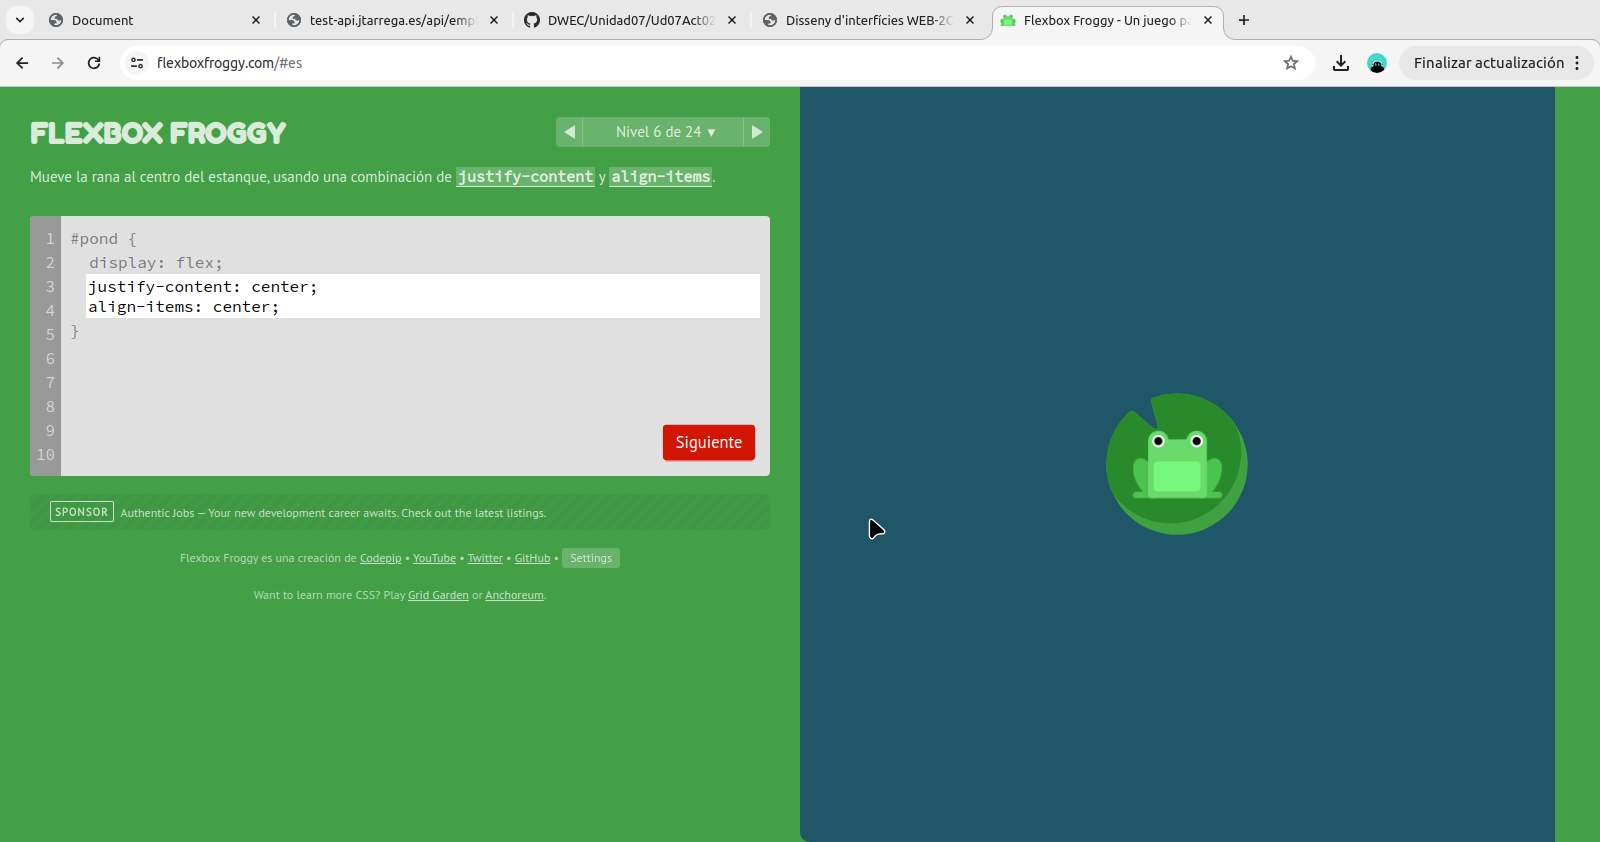 Document
test-api.jtarrega.es/api/emp
DWEC/Unidad07/Ud07Act02
Disseny d'interfícies WEB-2C
Flexbox Froggy - Un juego pa
flexboxfroggy.com/#es
Finalizar actualización
FLEXBOX FROGGY
Nivel 6 de 24 ▾
Mueve la rana al centro del estanque, usando una combinación de justify-content y align-items.
1 #pond {
2 display: flex;
3 justify-content: center;
4 align-items: center;
5 }
6
7
8
9
10
Siguiente
SPONSOR Authentic Jobs — Your new development career awaits. Check out the latest listings.
Flexbox Froggy es una creación de Codepip • YouTube • Twitter • GitHub • Settings
Want to learn more CSS? Play Grid Garden or Anchoreum.